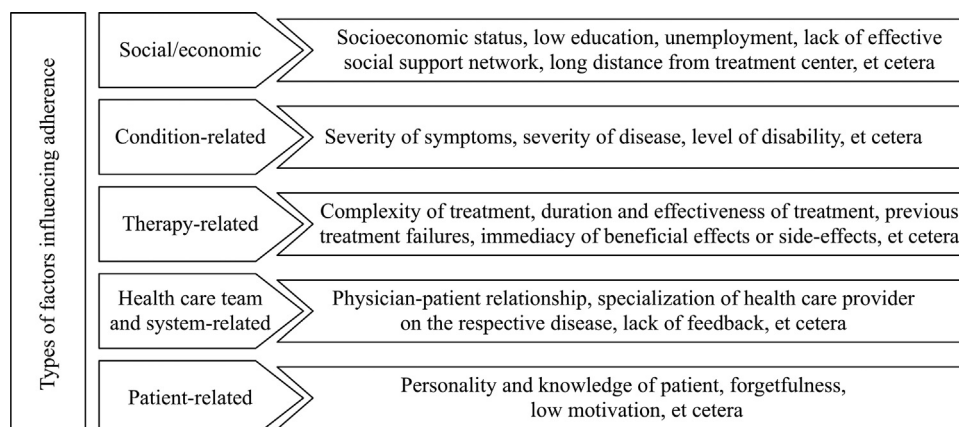 Types of factors influencing adherence
Social/economic
Socioeconomic status, low education, unemployment, lack of effective
social support network, long distance from treatment center, et cetera
Condition-related
Severity of symptoms, severity of disease, level of disability, et cetera
Therapy-related
Complexity of treatment, duration and effectiveness of treatment, previous
treatment failures, immediacy of beneficial effects or side-effects, et cetera
Health care team
and system-related
Physician-patient relationship, specialization of health care provider
on the respective disease, lack of feedback, et cetera
Patient-related
Personality and knowledge of patient, forgetfulness,
low motivation, et cetera